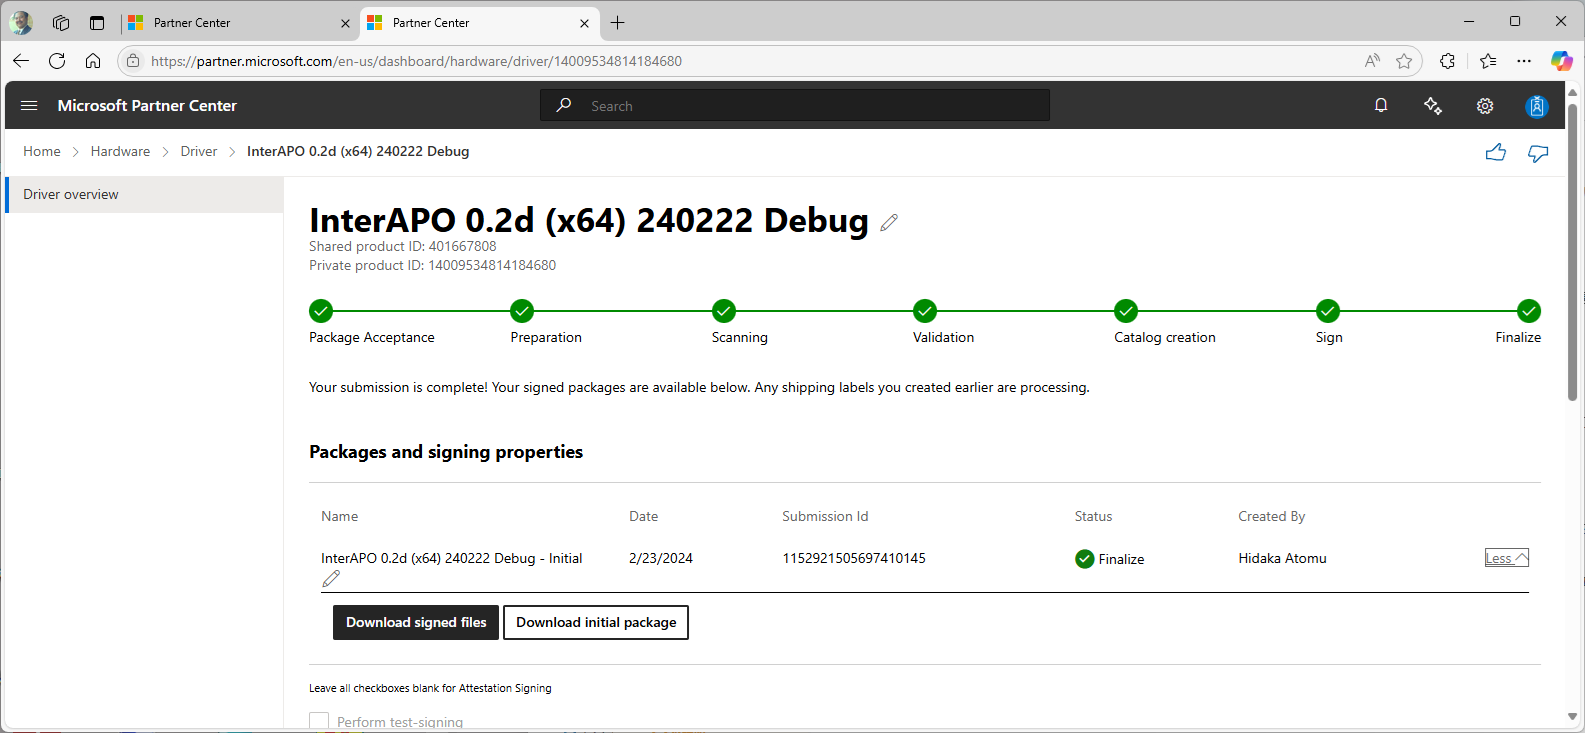 Partner Center
Partner Center
https://partner.microsoft.com/en-us/dashboard/hardware/driver/14009534814184680
Microsoft Partner Center
Search
Home > Hardware > Driver > InterAPO 0.2d (x64) 240222 Debug
Driver overview
InterAPO 0.2d (x64) 240222 Debug
Shared product ID: 401667808
Private product ID: 14009534814184680
Package Acceptance Preparation Scanning Validation Catalog creation Sign Finalize
Your submission is complete! Your signed packages are available below. Any shipping labels you created earlier are processing.
Packages and signing properties
Name Date Submission Id Status Created By
InterAPO 0.2d (x64) 240222 Debug - Initial 2/23/2024 1152921505697410145 Finalize Hidaka Atomu Less
Download signed files Download initial package
Leave all checkboxes blank for Attestation Signing
Perform test-signing